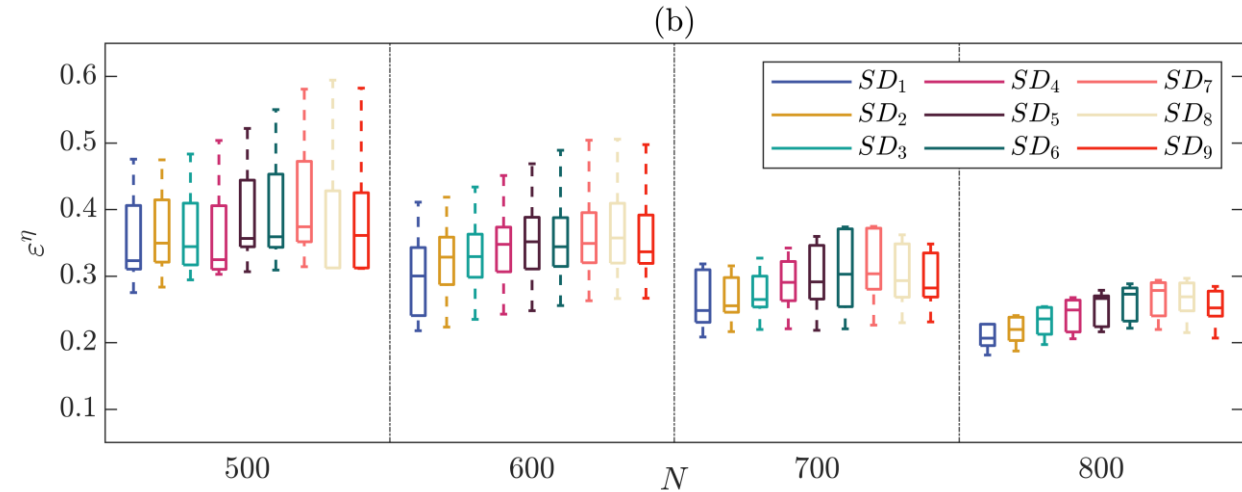 (b)
0.6
0.5
0.4
0.3
0.2
0.1
ε^η
SD₁ SD₄ SD₇
SD₂ SD₅ SD₈
SD₃ SD₆ SD₉
500 600 700 800
N